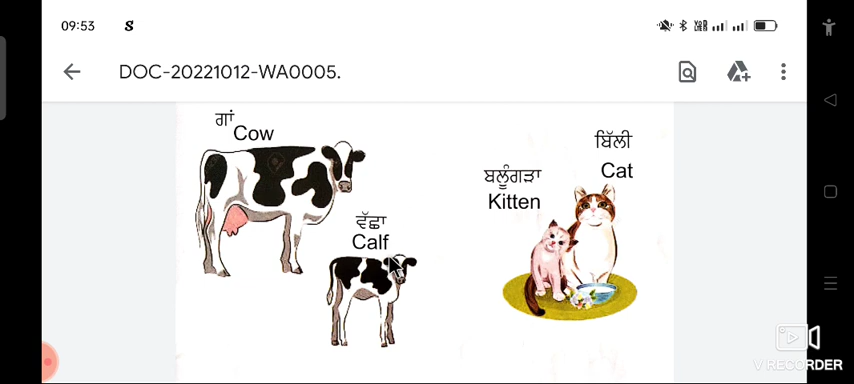 09:53 S
DOC-20221012-WA0005.
ਗਾਂ
Cow
ਵੱਛਾ
Calf
ਬਲੂੰਗੜਾ
Kitten
ਬਿੱਲੀ
Cat
V RECORDER